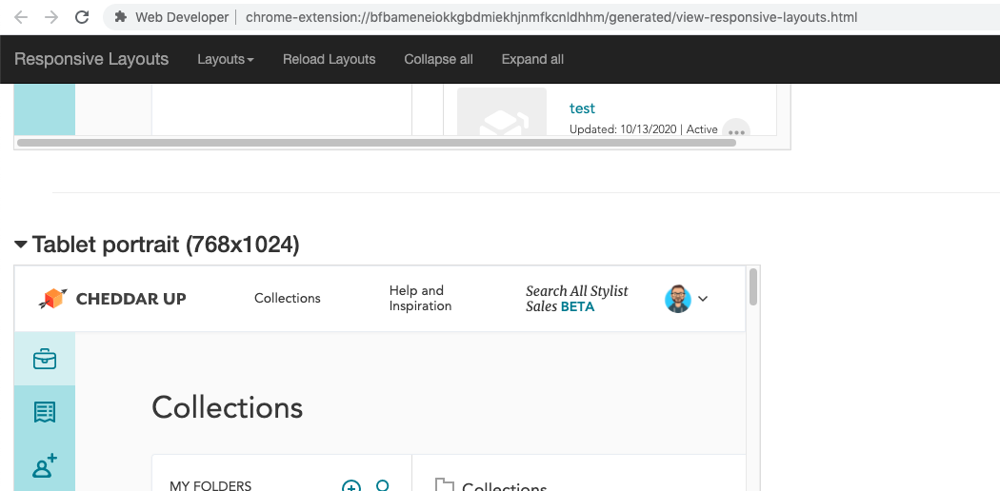 Web Developer chrome-extension://bfbameneiokkgbdmiekhjnmfkcnldhhm/generated/view-responsive-layouts.html
Responsive Layouts Layouts Reload Layouts Collapse all Expand all
test
Updated: 10/13/2020 | Active
Tablet portrait (768x1024)
CHEDDAR UP
Collections
Help and
Inspiration
Search All Stylist
Sales BETA
Collections
MY FOLDERS
Collections